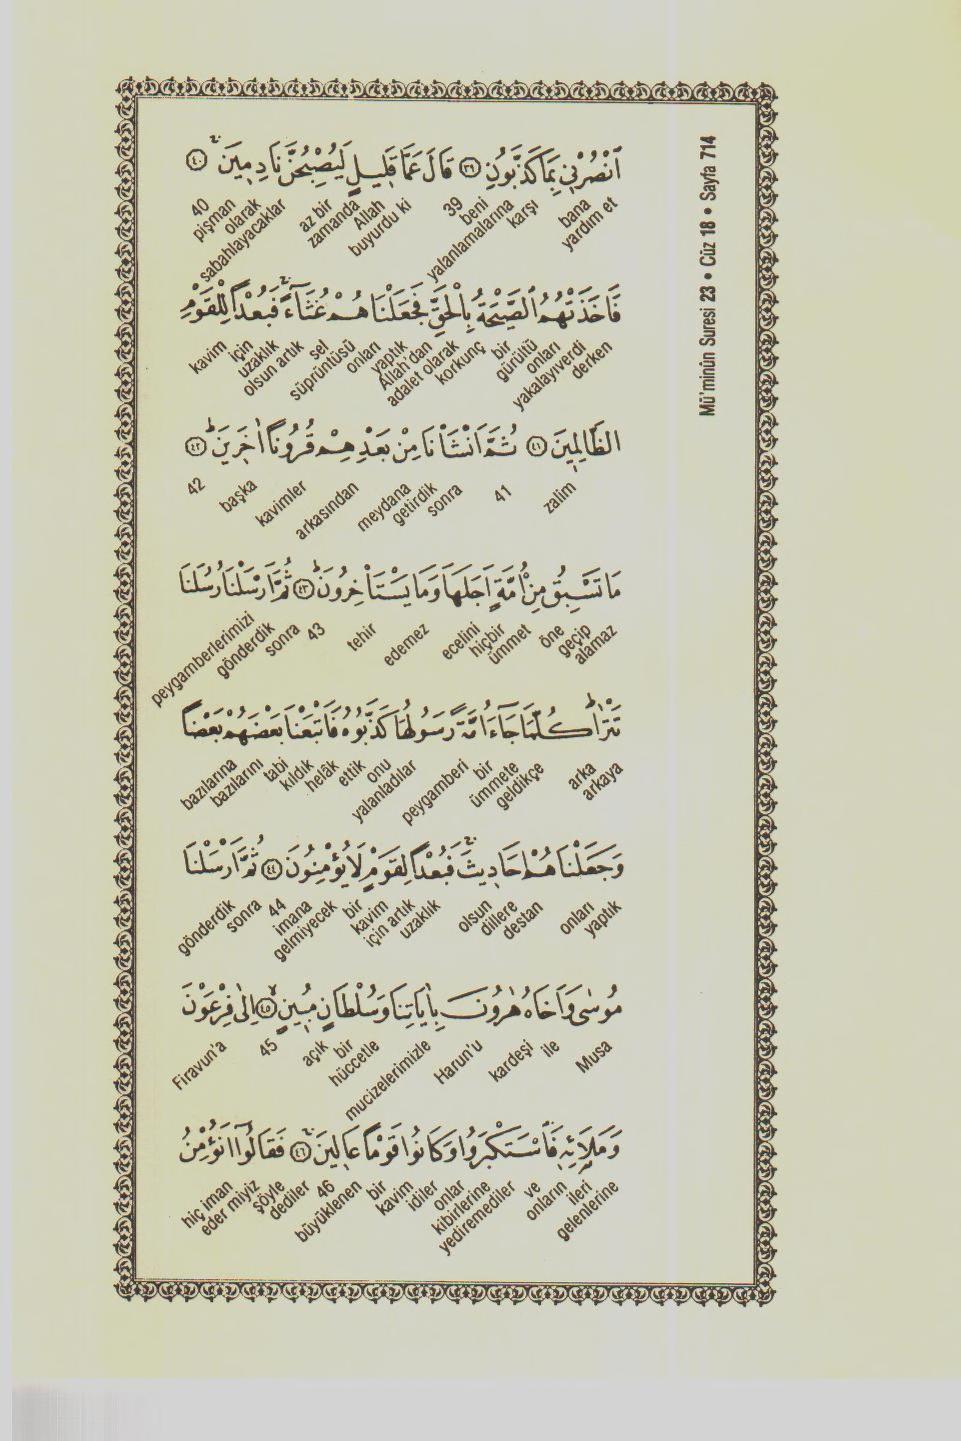 Mü'minûn Suresi 23 • Cüz 18 • Sayfa 714
اَنْصُرْنٖي بِمَا كَذَّبُونِ ﴿٣٩﴾ قَالَ عَمَّا قَلٖيلٍ لَيُصْبِحُنَّ نَادِمٖينَ ﴿٤٠﴾
bana yardım et
beni yalanlamalarına karşı
39
Allah buyurdu ki
az bir zamanda
pişman olarak sabahlayacaklar
40
فَاَخَذَتْهُمُ الصَّيْحَةُ بِالْحَقِّ فَجَعَلْنَاهُمْ غُثَٓاءً فَبُعْدًا لِلْقَوْمِ
derken
onları yakalayıverdi
bir gürültü
korkunç
Allah'dan adalet olarak
yaptık
onları
sel süprüntüsü
uzaklık olsun artık
için
kavim
الظَّالِمٖينَ ﴿٤١﴾ ثُمَّ اَنْشَاْنَا مِنْ بَعْدِهِمْ قُرُونًا اٰخَرٖينَ ﴿٤٢﴾
zalim
41
sonra
meydana getirdik
arkasından
kavimler
başka
42
مَا تَسْبِقُ مِنْ اُمَّةٍ اَجَلَهَا وَمَا يَسْتَاْخِرُونَ ﴿٤٣﴾ ثُمَّ اَرْسَلْنَا رُسُلَنَا
öne geçip alamaz
hiçbir ümmet
ecelini
edemez
tehir
43
sonra
gönderdik
peygamberlerimizi
تَتْرَا كُلَّمَا جَٓاءَ اُمَّةً رَسُولُهَا كَذَّبُوهُ فَاَتْبَعْنَا بَعْضَهُمْ بَعْضًا
arka arkaya
geldikçe
bir ümmete
peygamberi
onu yalanladılar
helâk ettik
tabi kıldık
bazılarını
bazılarına
وَجَعَلْنَاهُمْ اَحَادٖيثَ فَبُعْدًا لِقَوْمٍ لَا يُؤْمِنُونَ ﴿٤٤﴾ ثُمَّ اَرْسَلْنَا
onları yaptık
olsun dillere destan
için artık uzaklık
bir kavim
imana gelmiyecek
44
sonra
gönderdik
مُوسٰى وَاَخَاهُ هٰرُونَ بِاٰيَاتِنَا وَسُلْطَانٍ مُبٖينٍ ﴿٤٥﴾ اِلٰى فِرْعَوْنَ
Musa
ile
kardeşi
Harun'u
mucizelerimizle
bir hüccetle
açık
45
Firavun'a
وَمَلَا۬ئِهٖ فَاسْتَكْبَرُوا وَكَانُوا قَوْمًا عَالٖينَ ﴿٤٦﴾ فَقَالُٓوا اَنُؤْمِنُ
ve onların ileri gelenlerine
onlar kibirlerine yediremediler
idiler
bir kavim
büyüklenen
46
şöyle dediler
hiç iman eder miyiz